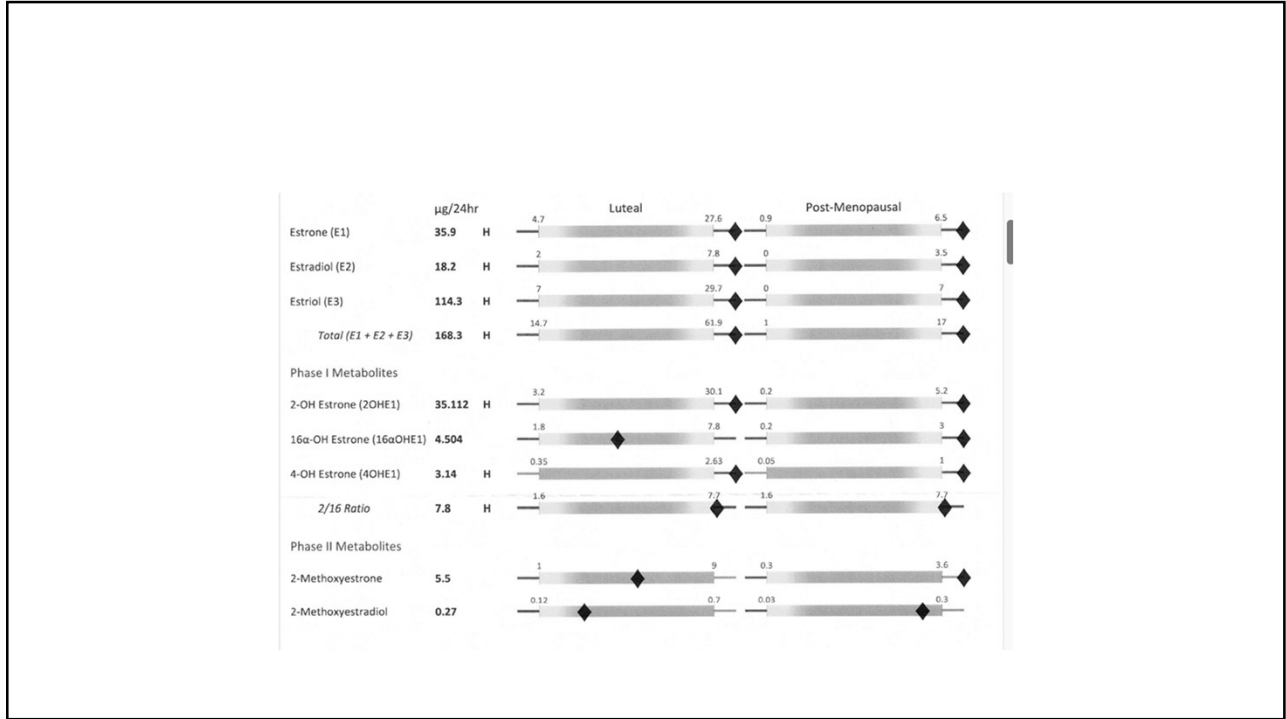 µg/24hr Luteal Post-Menopausal
Estrone (E1) 35.9 H 4.7 27.6 0.9 6.5
Estradiol (E2) 18.2 H 2 7.8 0 3.5
Estriol (E3) 114.3 H 7 29.7 0 7
Total (E1 + E2 + E3) 168.3 H 14.7 61.9 1 17
Phase I Metabolites
2-OH Estrone (2OHE1) 35.112 H 3.2 30.1 0.2 5.2
16α-OH Estrone (16αOHE1) 4.504 1.8 7.8 0.2 3
4-OH Estrone (4OHE1) 3.14 H 0.35 2.63 0.05 1
2/16 Ratio 7.8 H 1.6 7.7 1.6 7.7
Phase II Metabolites
2-Methoxyestrone 5.5 1 9 0.3 3.6
2-Methoxyestradiol 0.27 0.12 0.7 0.03 0.3